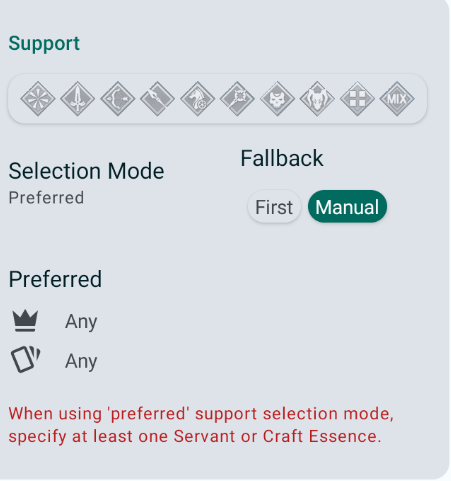 Support
MIX
Selection Mode
Preferred
Fallback
First
Manual
Preferred
Any
Any
When using 'preferred' support selection mode,
specify at least one Servant or Craft Essence.